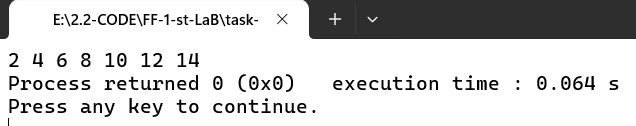 E:\2.2-CODE\FF-1-st-LaB\task-
2 4 6 8 10 12 14
Process returned 0 (0x0)   execution time : 0.064 s
Press any key to continue.